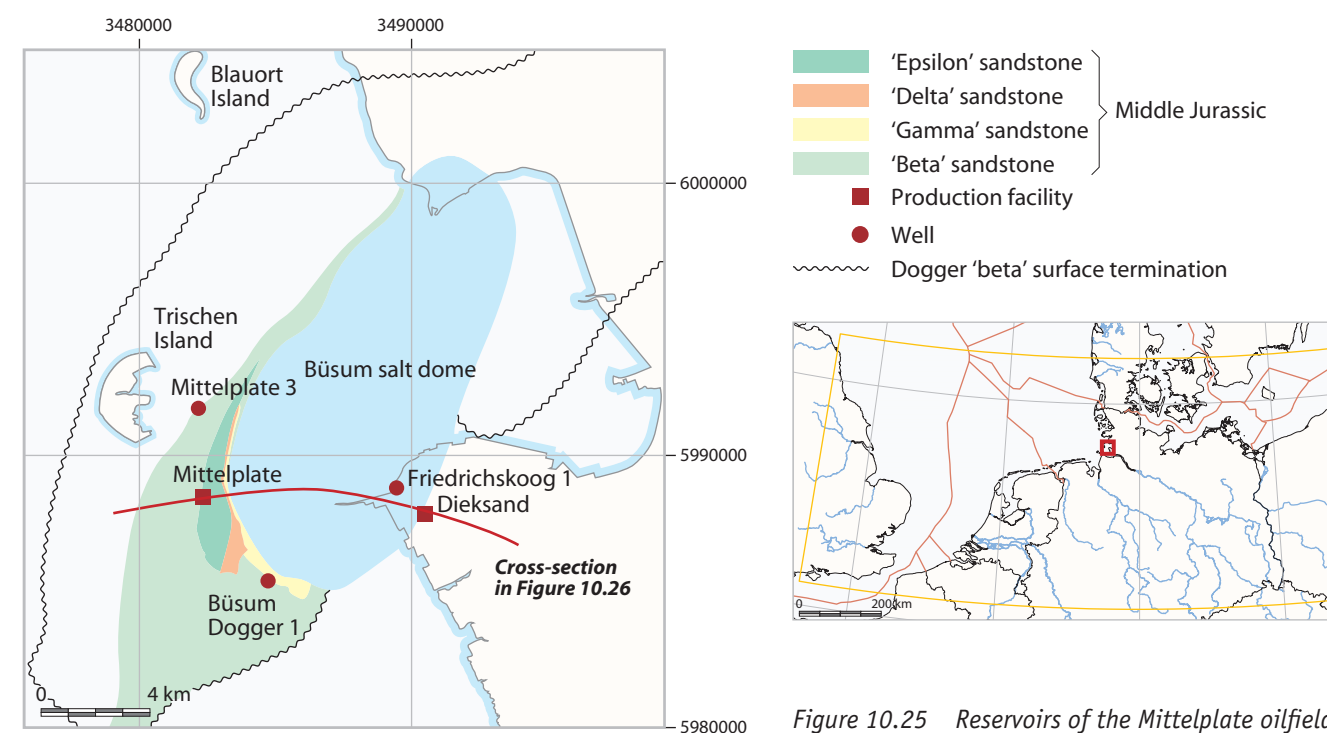 3480000
3490000
Blauort
Island
6000000
Trischen
Island
Büsum salt dome
Mittelplate 3
5990000
Mittelplate
Friedrichskoog 1
Dieksand
Cross-section
in Figure 10.26
Büsum
Dogger 1
0
4 km
5980000
'Epsilon' sandstone
'Delta' sandstone
'Gamma' sandstone
'Beta' sandstone
Middle Jurassic
Production facility
Well
Dogger 'beta' surface termination
0
200km
Figure 10.25 Reservoirs of the Mittelplate oilfield